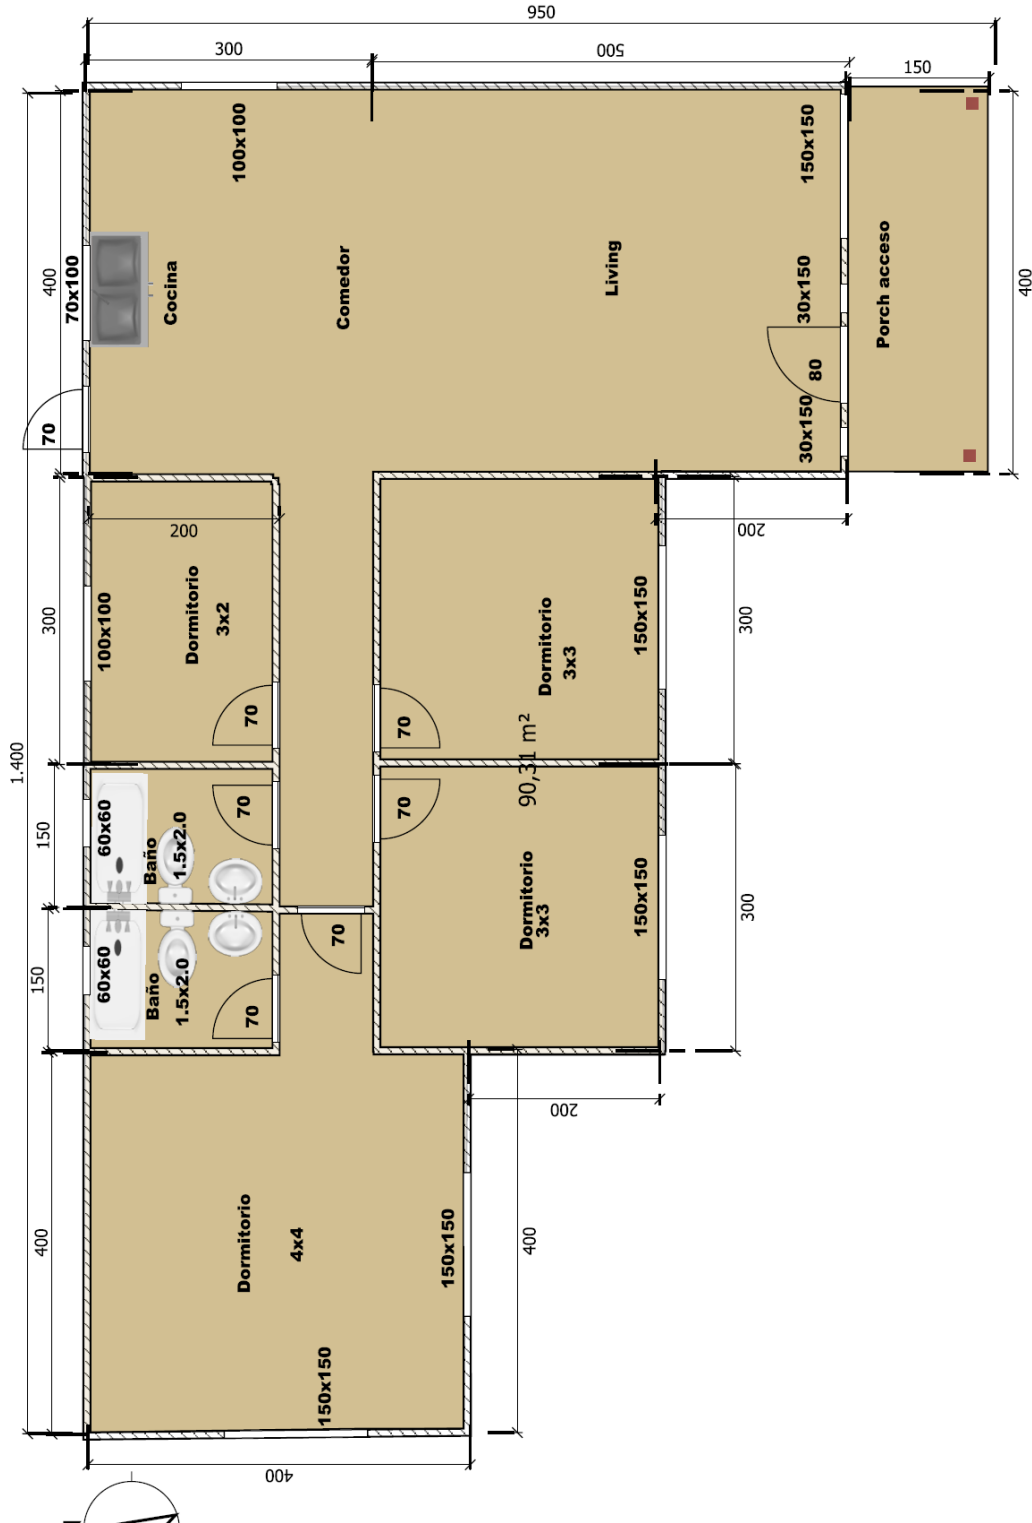 950
300
500
150
100x100
150x150
400
70x100
Cocina
Comedor
Living
30x150
Porch acceso
400
80
70
30x150
200
200
300
100x100
Dormitorio
3x2
Dormitorio
3x3
150x150
300
70
70
90,31 m²
1.400
150
60x60
Baño
1.5x2.0
70
70
Dormitorio
3x3
150x150
300
150
60x60
Baño
1.5x2.0
70
70
200
400
Dormitorio
4x4
150x150
400
150x150
400